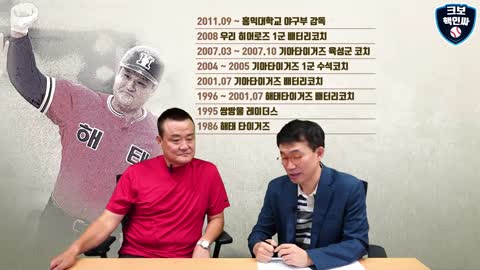 2011.09 ~ 홍익대학교 야구부 감독
2008 우리 히어로즈 1군 배터리코치
2007.03 ~ 2007.10 기아타이거즈 육성군 코치
2004 ~ 2005 기아타이거즈 1군 수석코치
2001.07 기아타이거즈 배터리코치
1996 ~ 2001.07 해태타이거즈 배터리코치
1995 쌍방울 레이더스
1986 해태 타이거즈
크보
핵인싸
해태